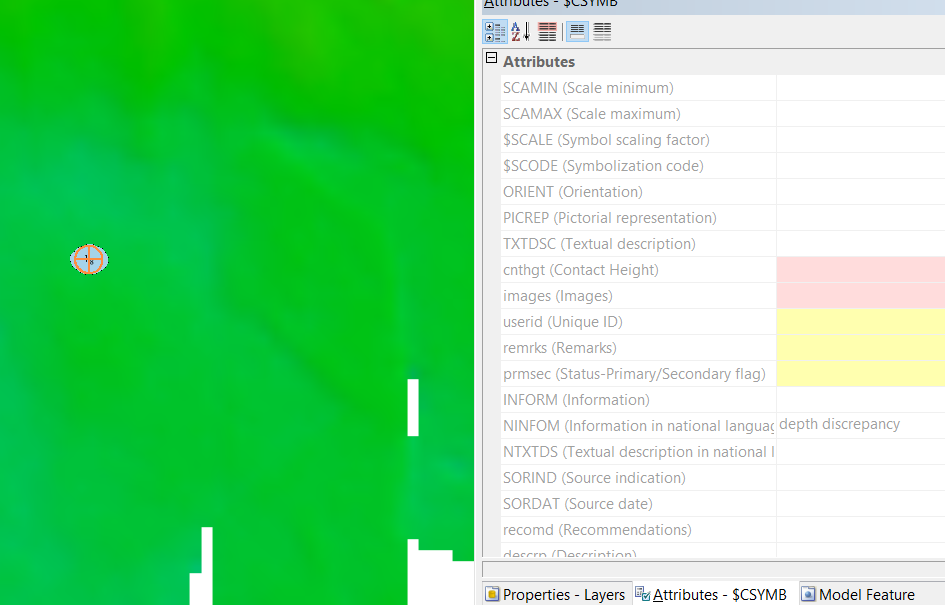 Attributes - $CSYMB
Attributes
SCAMIN (Scale minimum)
SCAMAX (Scale maximum)
$SCALE (Symbol scaling factor)
$SCODE (Symbolization code)
ORIENT (Orientation)
PICREP (Pictorial representation)
TXTDSC (Textual description)
cnthgt (Contact Height)
images (Images)
userid (Unique ID)
remrks (Remarks)
prmsec (Status-Primary/Secondary flag)
INFORM (Information)
NINFOM (Information in national languag depth discrepancy
NTXTDS (Textual description in national l
SORIND (Source indication)
SORDAT (Source date)
recomd (Recommendations)
descrp (Description)
Properties - Layers Attributes - $CSYMB Model Feature